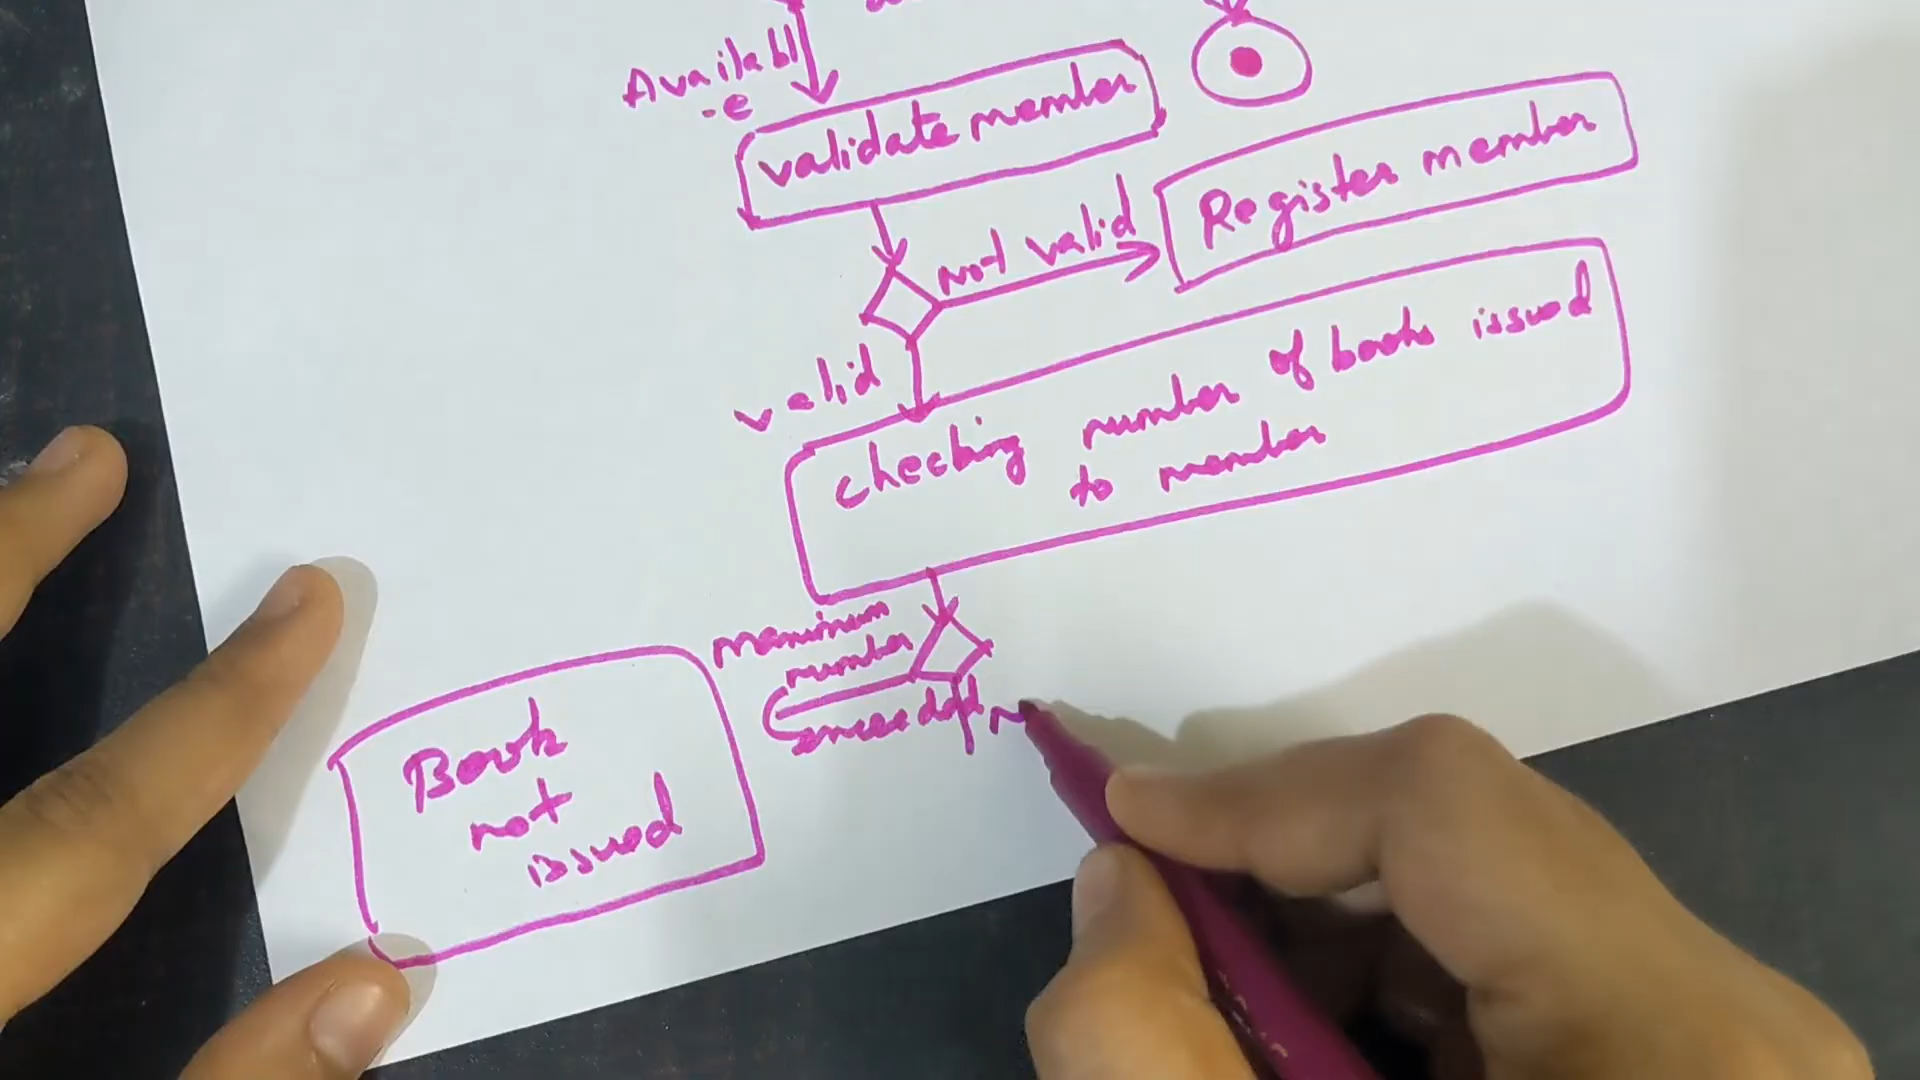 Availabl
-e
validate member
not valid
Register member
valid
checking number of books issued
to member
number
exceeded
Book
not
issued